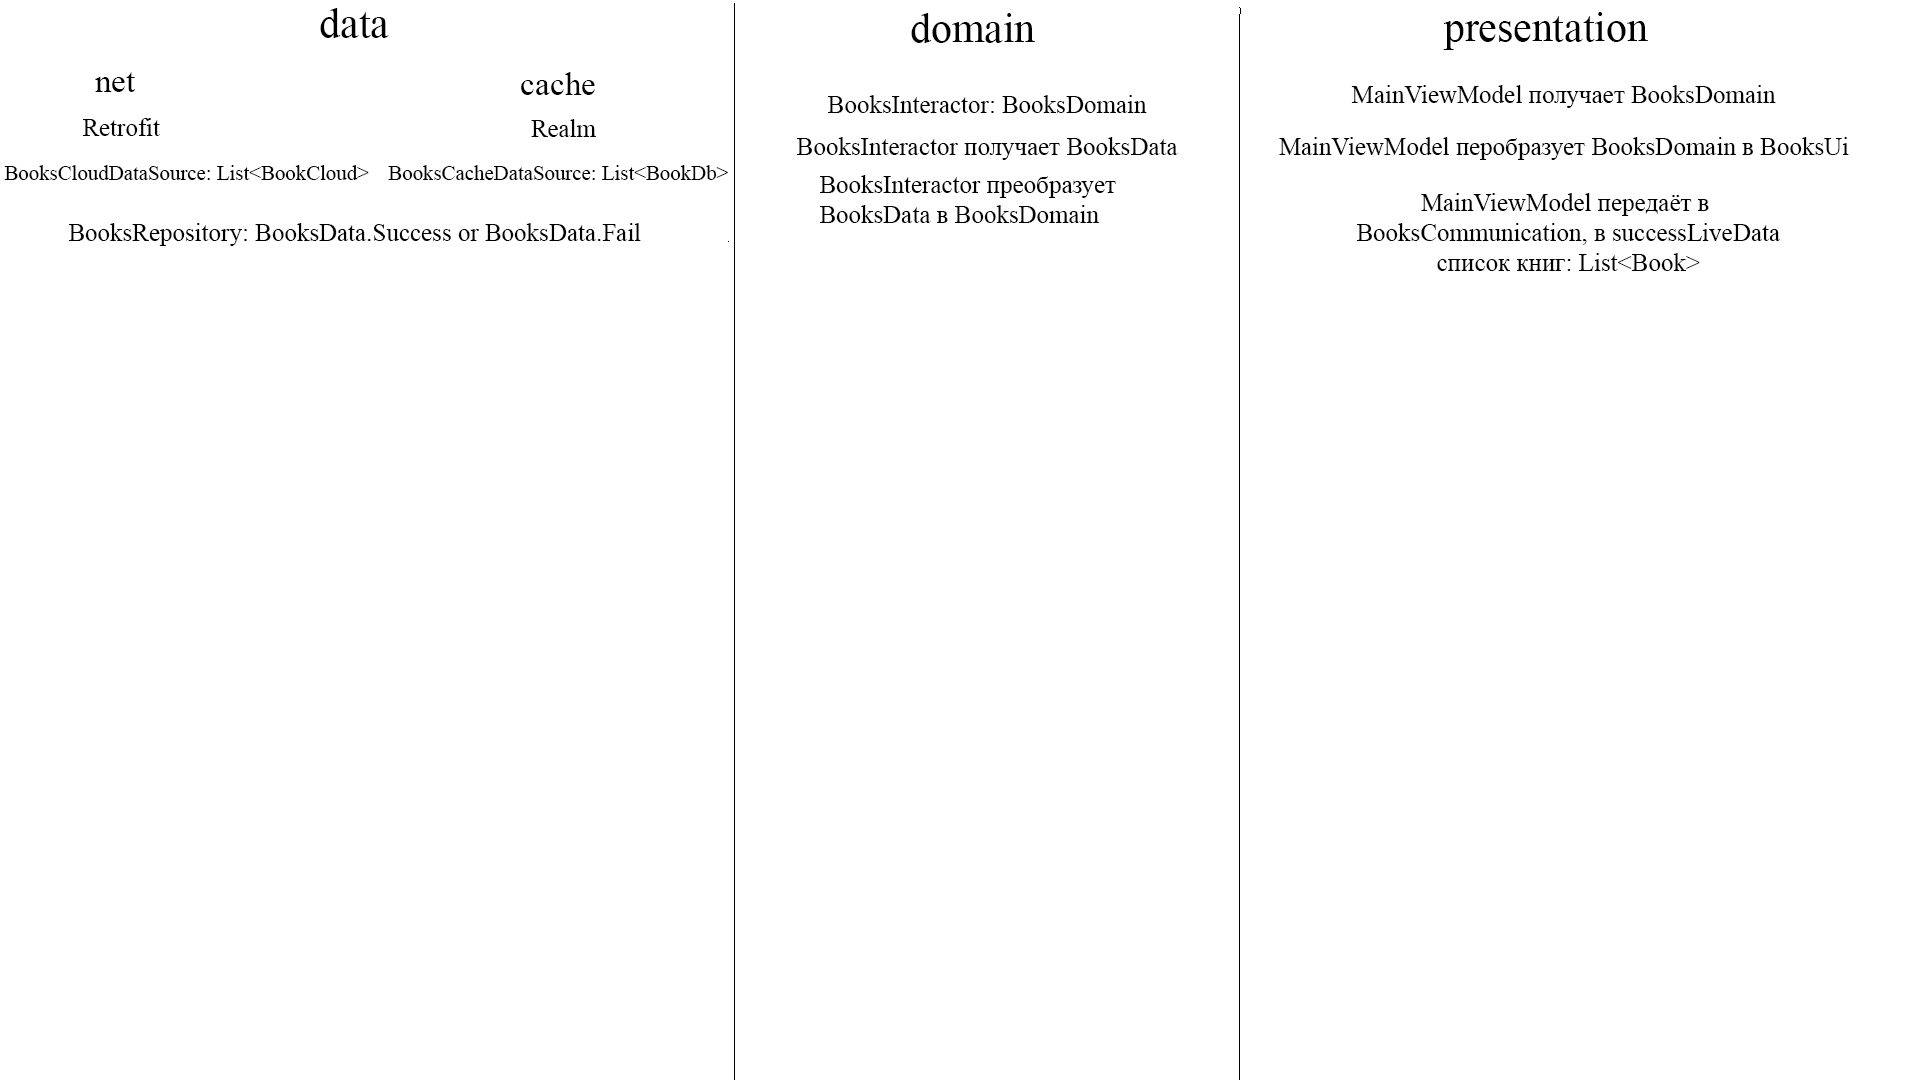 data
net
cache
Retrofit
Realm
BooksCloudDataSource: List<BookCloud>
BooksCacheDataSource: List<BookDb>
BooksRepository: BooksData.Success or BooksData.Fail
domain
BooksInteractor: BooksDomain
BooksInteractor получает BooksData
BooksInteractor преобразует
BooksData в BooksDomain
presentation
MainViewModel получает BooksDomain
MainViewModel перобразует BooksDomain в BooksUi
MainViewModel передаёт в
BooksCommunication, в successLiveData
список книг: List<Book>